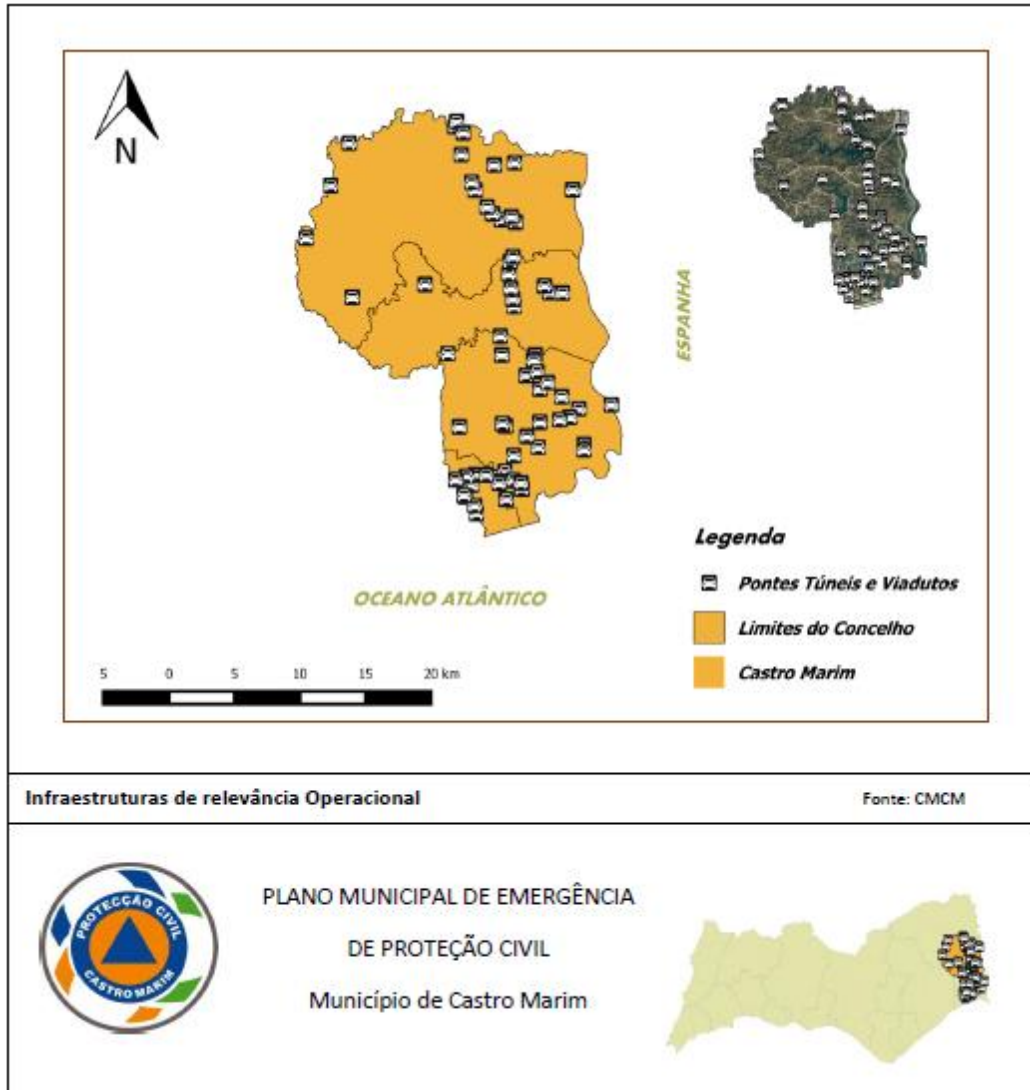 N
ESPANHA
OCEANO ATLÂNTICO
Legenda
Pontes Túneis e Viadutos
Limites do Concelho
Castro Marim
5 0 5 10 15 20 km
Infraestruturas de relevância Operacional
Fonte: CMCM
PROTECÇÃO CIVIL
CASTRO MARIM
PLANO MUNICIPAL DE EMERGÊNCIA
DE PROTEÇÃO CIVIL
Município de Castro Marim